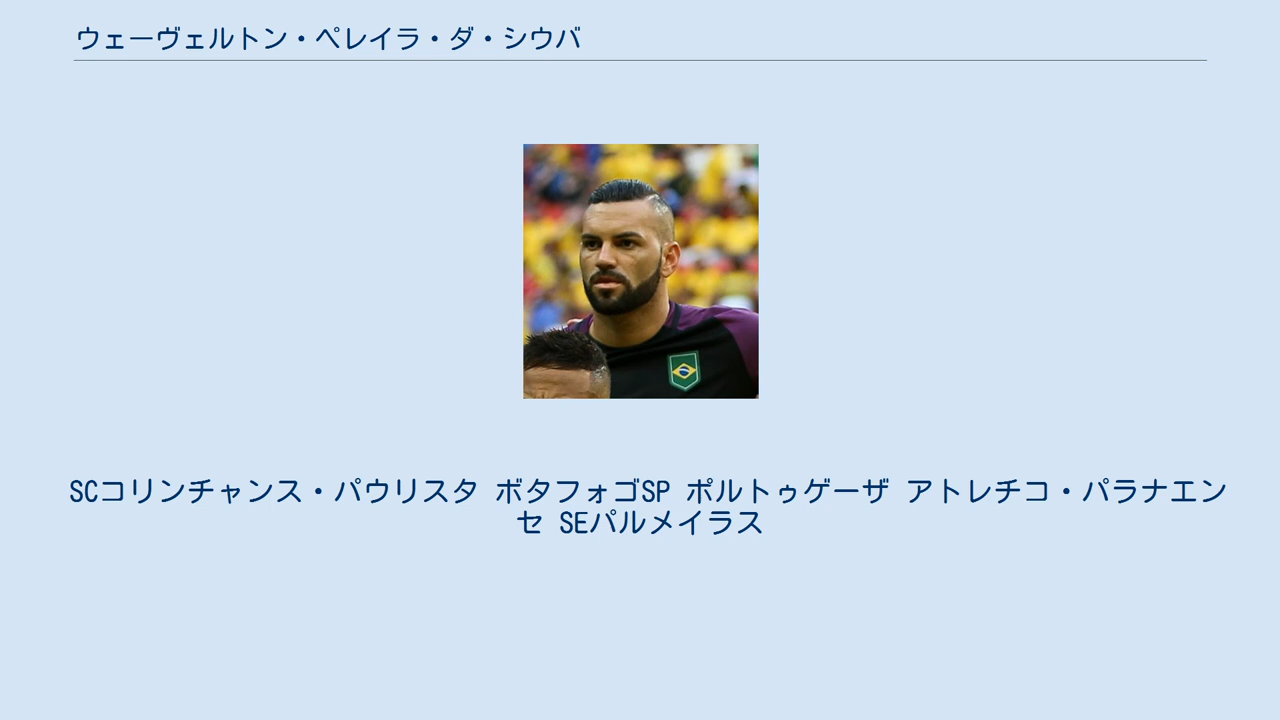 ウェーヴェルトン・ペレイラ・ダ・シウバ
SCコリンチャンス・パウリスタ ボタフォゴSP ポルトゥゲーザ アトレチコ・パラナエン
セ SEパルメイラス